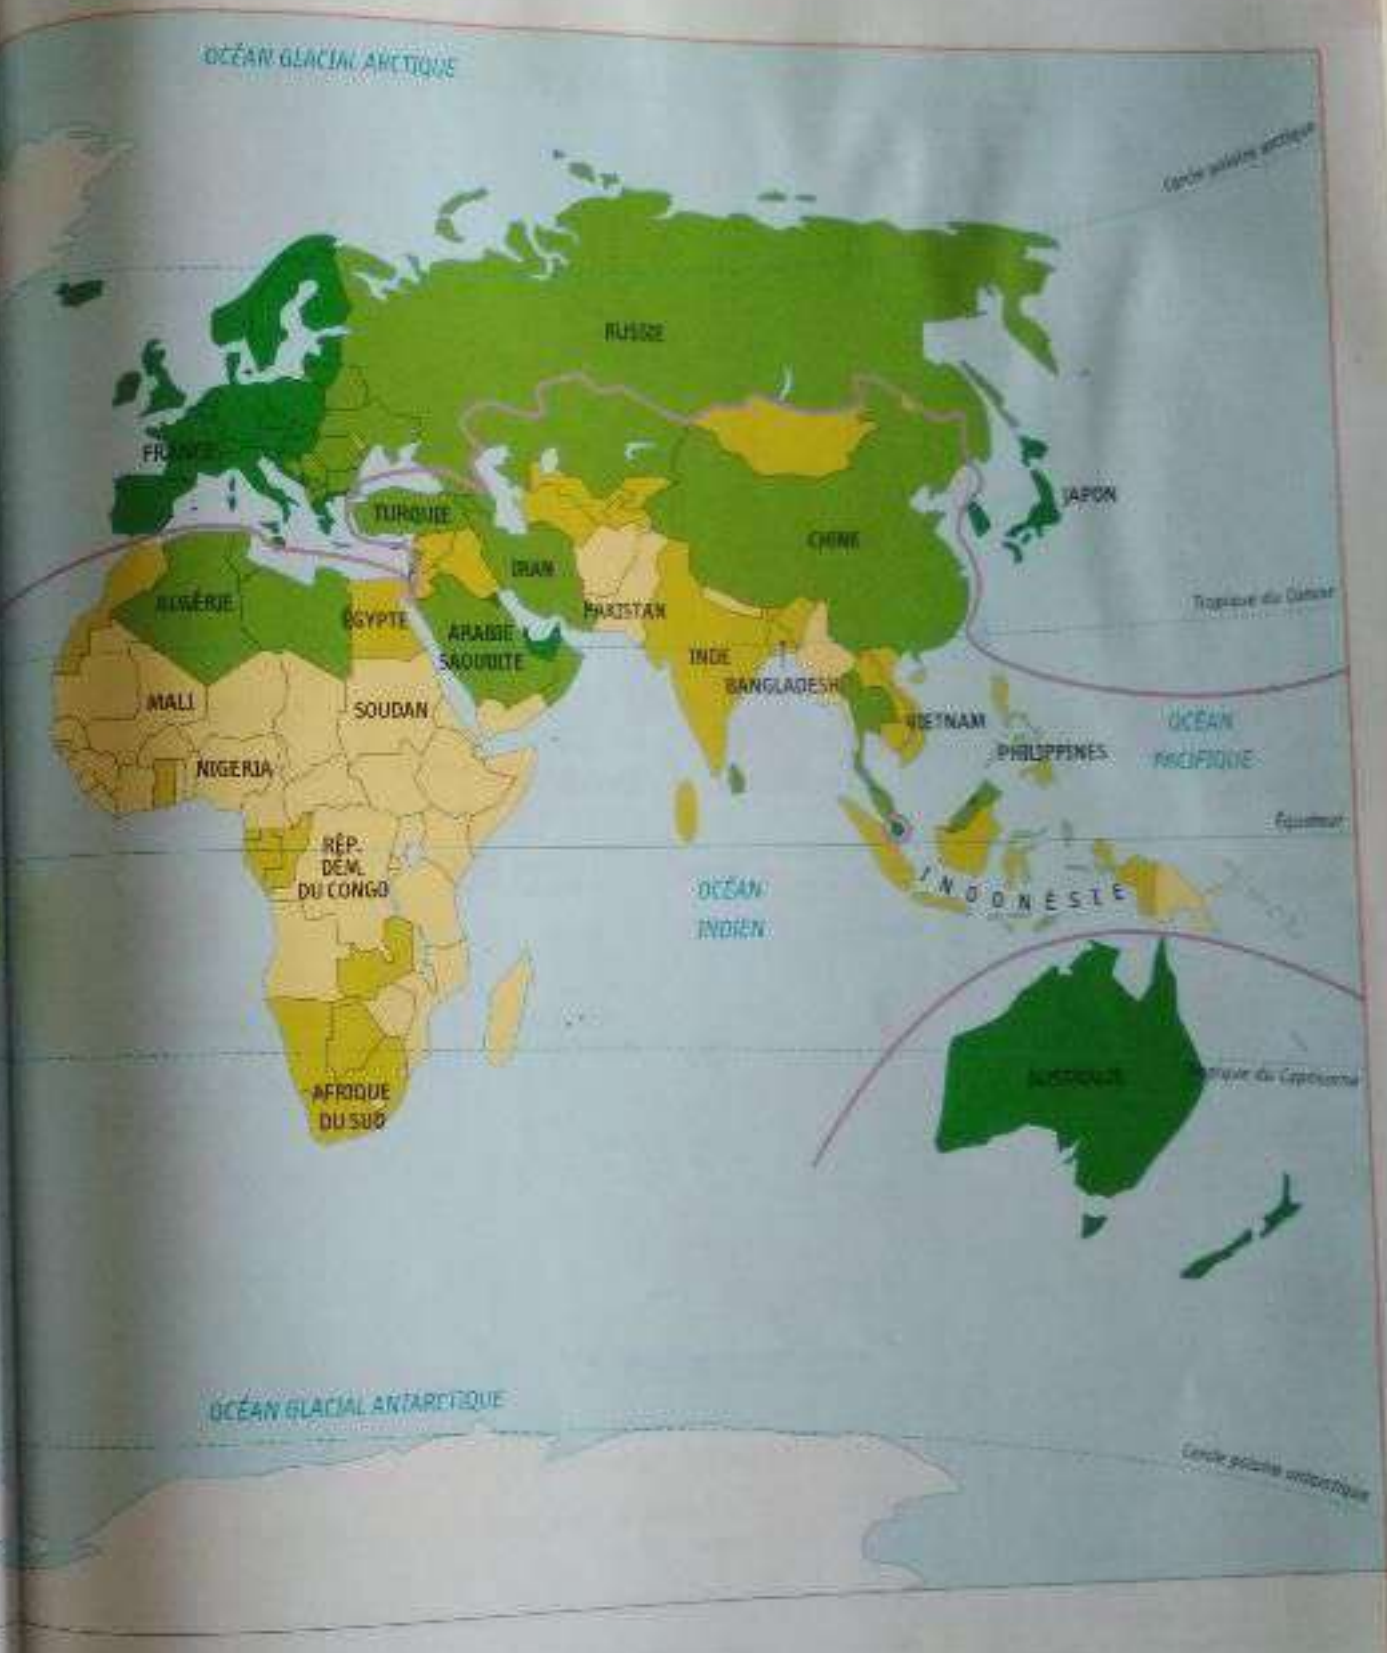 OCÉAN GLACIAL ARCTIQUE
Cercle polaire arctique
RUSSIE
FRANCE
JAPON
TURQUIE
CHINE
IRAN
Tropique du Cancer
ALGÉRIE
ÉGYPTE
PAKISTAN
ARABIE
SAOUDITE
INDE
BANGLADESH
MALI
SOUDAN
VIETNAM
OCÉAN
PACIFIQUE
PHILIPPINES
NIGERIA
Équateur
RÉP.
DÉM.
DU CONGO
OCÉAN
INDIEN
INDONÉSIE
AUSTRALIE
du Capricorne
AFRIQUE
DU SUD
OCÉAN GLACIAL ANTARCTIQUE
Cercle polaire antarctique